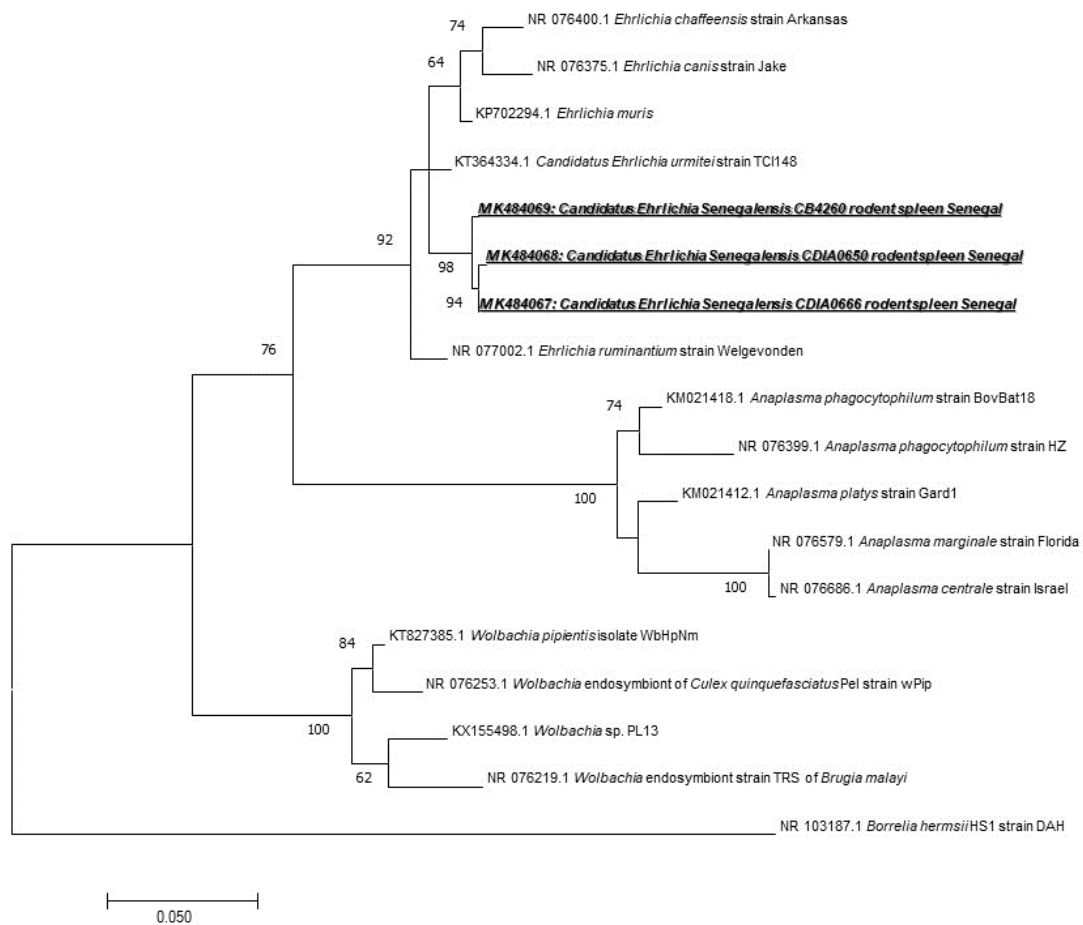 74
NR 076400.1 Ehrlichia chaffeensis strain Arkansas
64
NR 076375.1 Ehrlichia canis strain Jake
KP702294.1 Ehrlichia muris
KT364334.1 Candidatus Ehrlichia urmitei strain TCI148
MK484069: Candidatus Ehrlichia Senegalensis CB4260 rodent spleen Senegal
92
98
MK484068: Candidatus Ehrlichia Senegalensis CDIA0650 rodent spleen Senegal
94
MK484067: Candidatus Ehrlichia Senegalensis CDIA0666 rodent spleen Senegal
76
NR 077002.1 Ehrlichia ruminantium strain Welgevonden
74
KM021418.1 Anaplasma phagocytophilum strain BovBat18
NR 076399.1 Anaplasma phagocytophilum strain HZ
100
KM021412.1 Anaplasma platys strain Gard1
NR 076579.1 Anaplasma marginale strain Florida
100
NR 076686.1 Anaplasma centrale strain Israel
84
KT827385.1 Wolbachia pipientis isolate WbHpNm
NR 076253.1 Wolbachia endosymbiont of Culex quinquefasciatus Pel strain wPip
100
KX155498.1 Wolbachia sp. PL13
62
NR 076219.1 Wolbachia endosymbiont strain TRS of Brugia malayi
NR 103187.1 Borrelia hermsii HS1 strain DAH
0.050